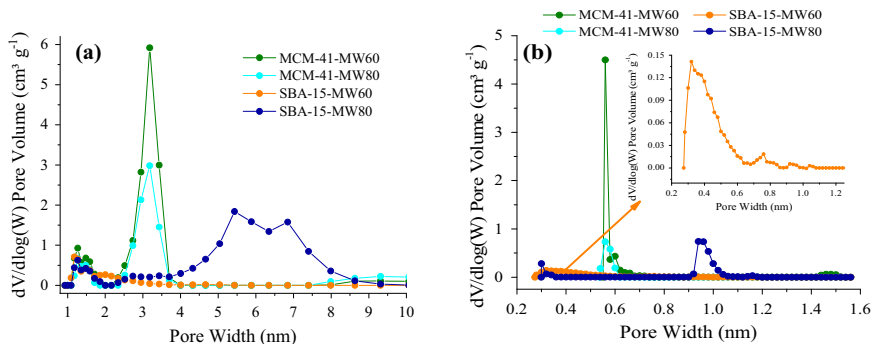 (a)
MCM-41-MW60
MCM-41-MW80
SBA-15-MW60
SBA-15-MW80
dV/dlog(W) Pore Volume (cm³ g⁻¹)
6
5
4
3
2
1
0
1 2 3 4 5 6 7 8 9 10
Pore Width (nm)
MCM-41-MW60 SBA-15-MW60
MCM-41-MW80 SBA-15-MW80
(b)
dV/dlog(W) Pore Volume (cm³ g⁻¹)
5
4
3
2
1
0
0.2 0.4 0.6 0.8 1.0 1.2 1.4 1.6
Pore Width (nm)
dV/dlog(W) Pore Volume (cm³ g⁻¹)
0.15
0.12
0.09
0.06
0.03
0.00
0.2 0.4 0.6 0.8 1.0 1.2
Pore Width (nm)